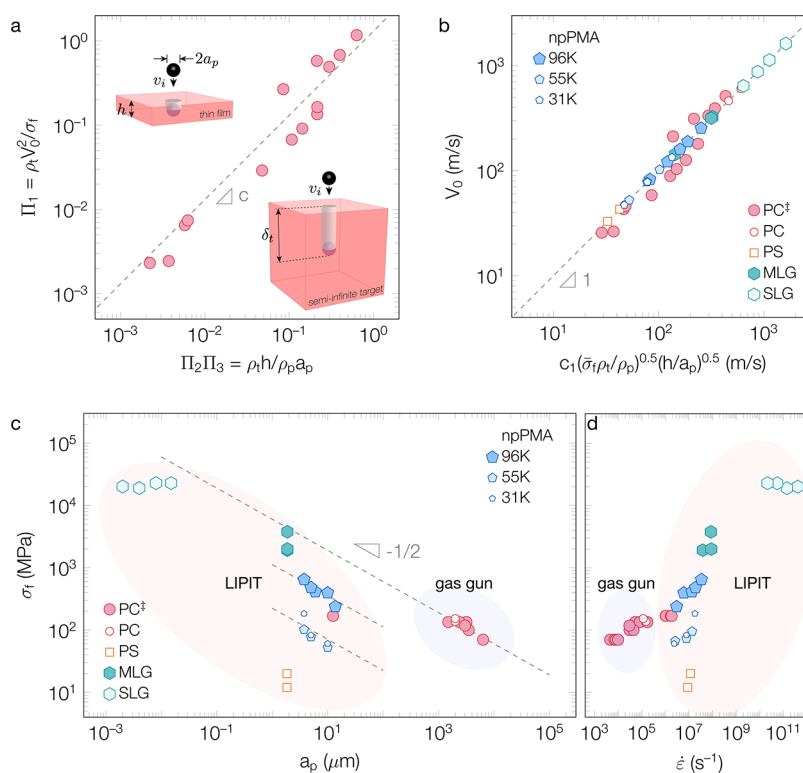 a
10⁰
10⁻¹
10⁻²
10⁻³
Π₁ = ρₜV₀²/σf
2aₚ
vᵢ
h
thin film
C
vᵢ
δₜ
semi-infinite target
10⁻³ 10⁻² 10⁻¹ 10⁰
Π₂Π₃ = ρₜh/ρₚaₚ
b
10³
10²
10¹
V₀ (m/s)
npPMA
96K
55K
31K
PC‡
PC
PS
MLG
SLG
1
10¹ 10² 10³
c₁(σ̄fρₜ/ρₚ)⁰·⁵(h/aₚ)⁰·⁵ (m/s)
c
10⁵
10⁴
10³
10²
10¹
σf (MPa)
npPMA
96K
55K
31K
-1/2
LIPIT
gas gun
PC‡
PC
PS
MLG
SLG
10⁻³ 10⁻¹ 10¹ 10³ 10⁵
aₚ (μm)
d
gas gun
LIPIT
10³ 10⁵ 10⁷ 10⁹ 10¹¹
ε̇ (s⁻¹)